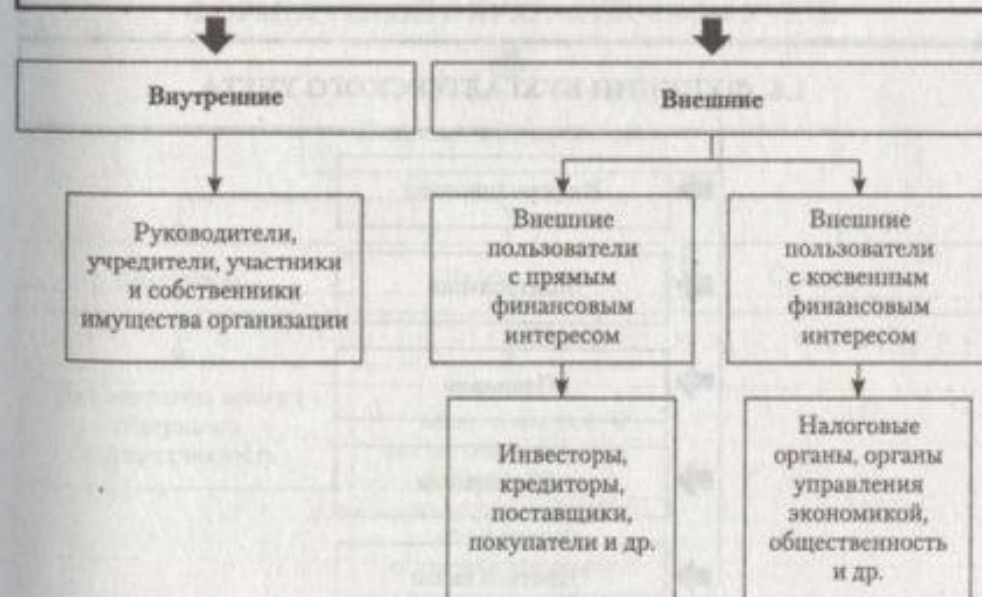 Внутренние
Внешние
Руководители,
учредители, участники
и собственники
имущества организации
Внешние
пользователи
с прямым
финансовым
интересом
Внешние
пользователи
с косвенным
финансовым
интересом
Инвесторы,
кредиторы,
поставщики,
покупатели и др.
Налоговые
органы, органы
управления
экономикой,
общественность
и др.